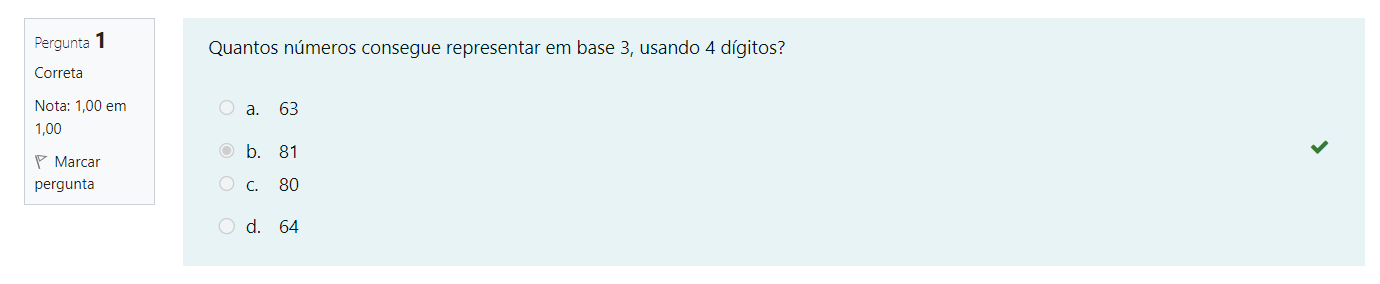 Pergunta 1
Correta
Nota: 1,00 em
1,00
Marcar
pergunta
Quantos números consegue representar em base 3, usando 4 dígitos?
a. 63
b. 81
c. 80
d. 64